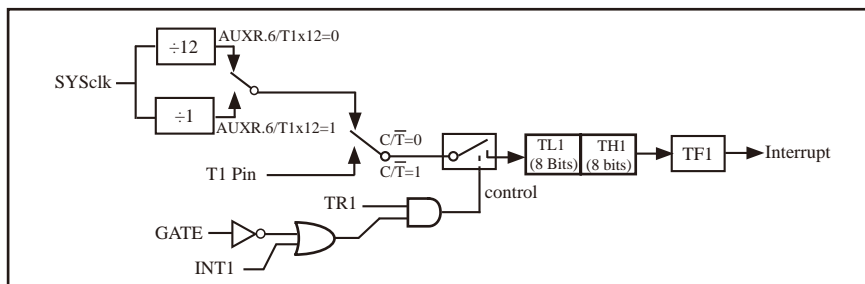 AUXR.6/T1x12=0
÷12
SYSclk
÷1
AUXR.6/T1x12=1
C/T̅=0
C/T̅=1
T1 Pin
TL1
(8 Bits)
TH1
(8 bits)
TF1
Interrupt
control
TR1
GATE
INT1